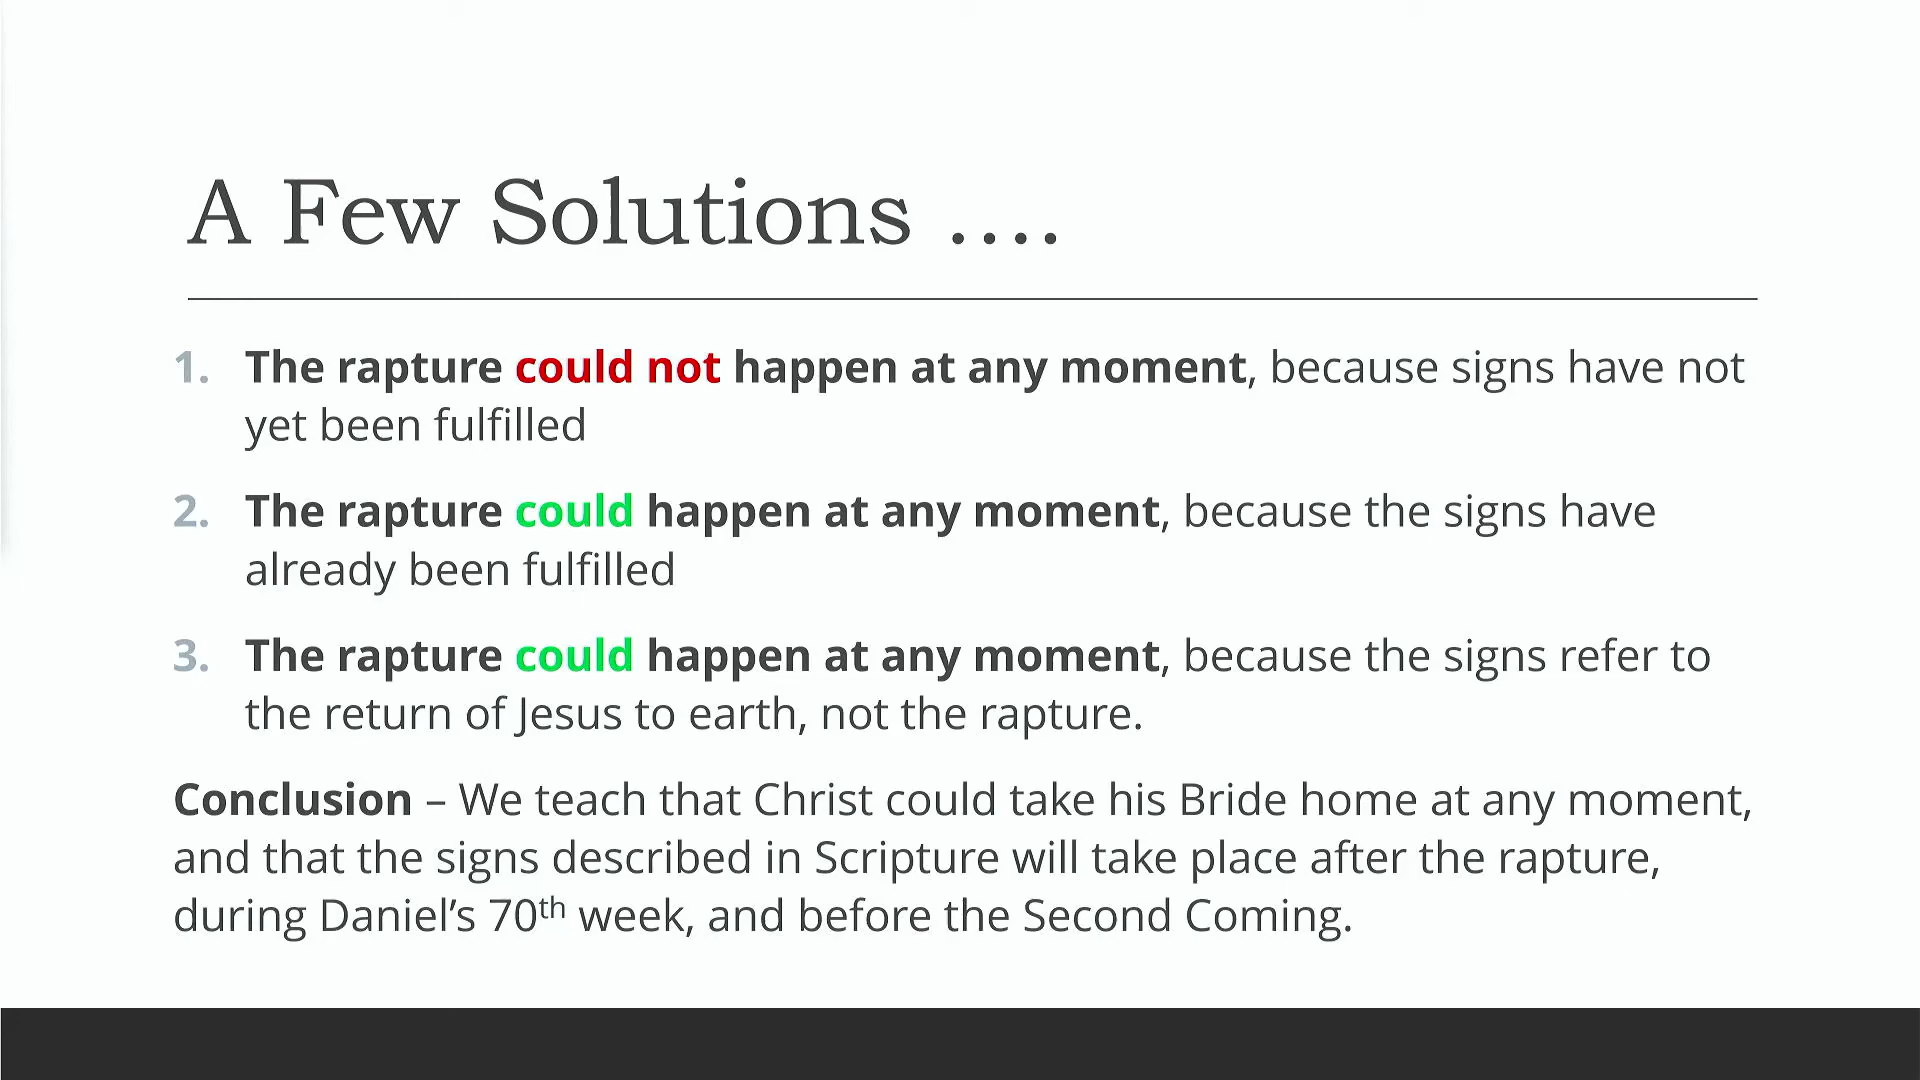 A Few Solutions ....
1. The rapture could not happen at any moment, because signs have not
yet been fulfilled
2. The rapture could happen at any moment, because the signs have
already been fulfilled
3. The rapture could happen at any moment, because the signs refer to
the return of Jesus to earth, not the rapture.
Conclusion – We teach that Christ could take his Bride home at any moment,
and that the signs described in Scripture will take place after the rapture,
during Daniel’s 70th week, and before the Second Coming.